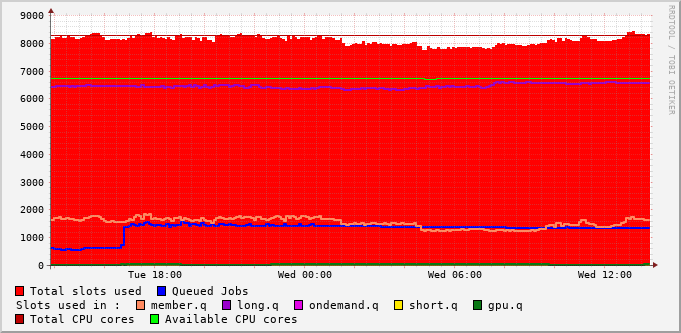 9000
8000
7000
6000
5000
4000
3000
2000
1000
0
Tue 18:00 Wed 00:00 Wed 06:00 Wed 12:00
Total slots used Queued Jobs
Slots used in : member.q long.q ondemand.q short.q gpu.q
Total CPU cores Available CPU cores
RRDTOOL / TOBI OETIKER